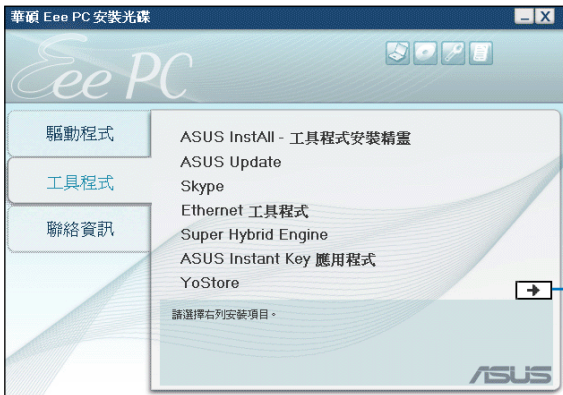 華碩 Eee PC 安裝光碟
Eee PC
驅動程式
工具程式
聯絡資訊
ASUS InstAll - 工具程式安裝精靈
ASUS Update
Skype
Ethernet 工具程式
Super Hybrid Engine
ASUS Instant Key 應用程式
YoStore
請選擇右列安裝項目。
ASUS